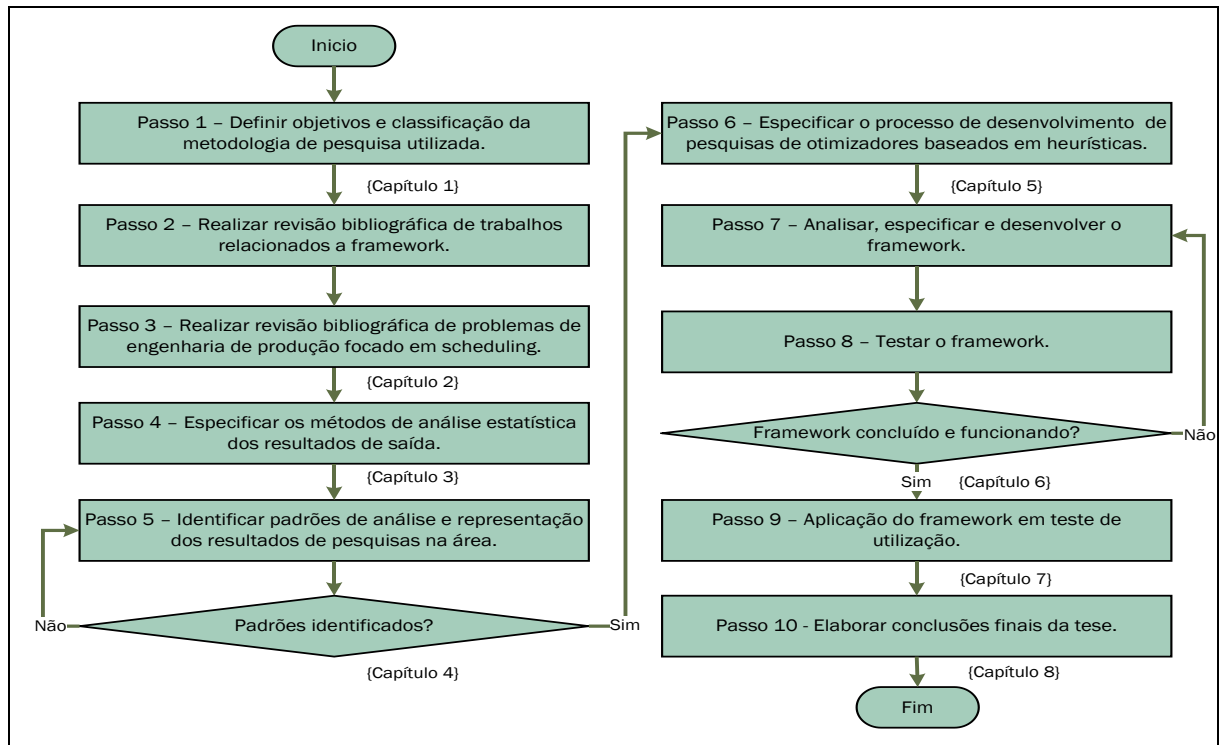 Inicio
Passo 1 – Definir objetivos e classificação da
metodologia de pesquisa utilizada.
{Capítulo 1}
Passo 2 – Realizar revisão bibliográfica de trabalhos
relacionados a framework.
Passo 3 – Realizar revisão bibliográfica de problemas de
engenharia de produção focado em scheduling.
{Capítulo 2}
Passo 4 – Especificar os métodos de análise estatística
dos resultados de saída.
{Capítulo 3}
Passo 5 – Identificar padrões de análise e representação
dos resultados de pesquisas na área.
Não
Padrões identificados?
Sim
{Capítulo 4}
Passo 6 – Especificar o processo de desenvolvimento de
pesquisas de otimizadores baseados em heurísticas.
{Capítulo 5}
Passo 7 – Analisar, especificar e desenvolver o
framework.
Passo 8 – Testar o framework.
Framework concluído e funcionando?
Não
Sim
{Capítulo 6}
Passo 9 – Aplicação do framework em teste de
utilização.
{Capítulo 7}
Passo 10 - Elaborar conclusões finais da tese.
{Capítulo 8}
Fim